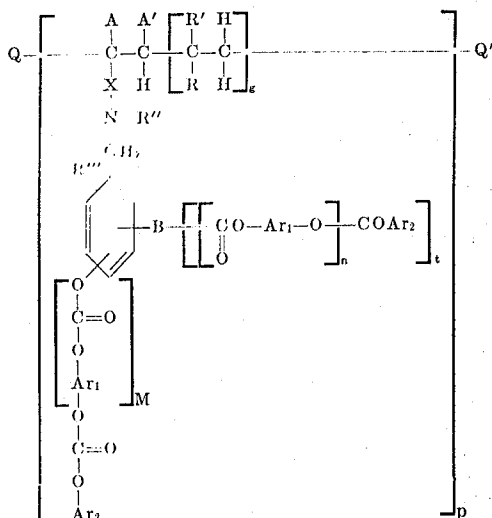 A A' R' H
Q C C C C Q'
X H R H g
N R''
R''' CH2
B C O Ar1 O COAr2
O n t
O
C=O
O
Ar1 M
O
C=O
O
Ar2 p